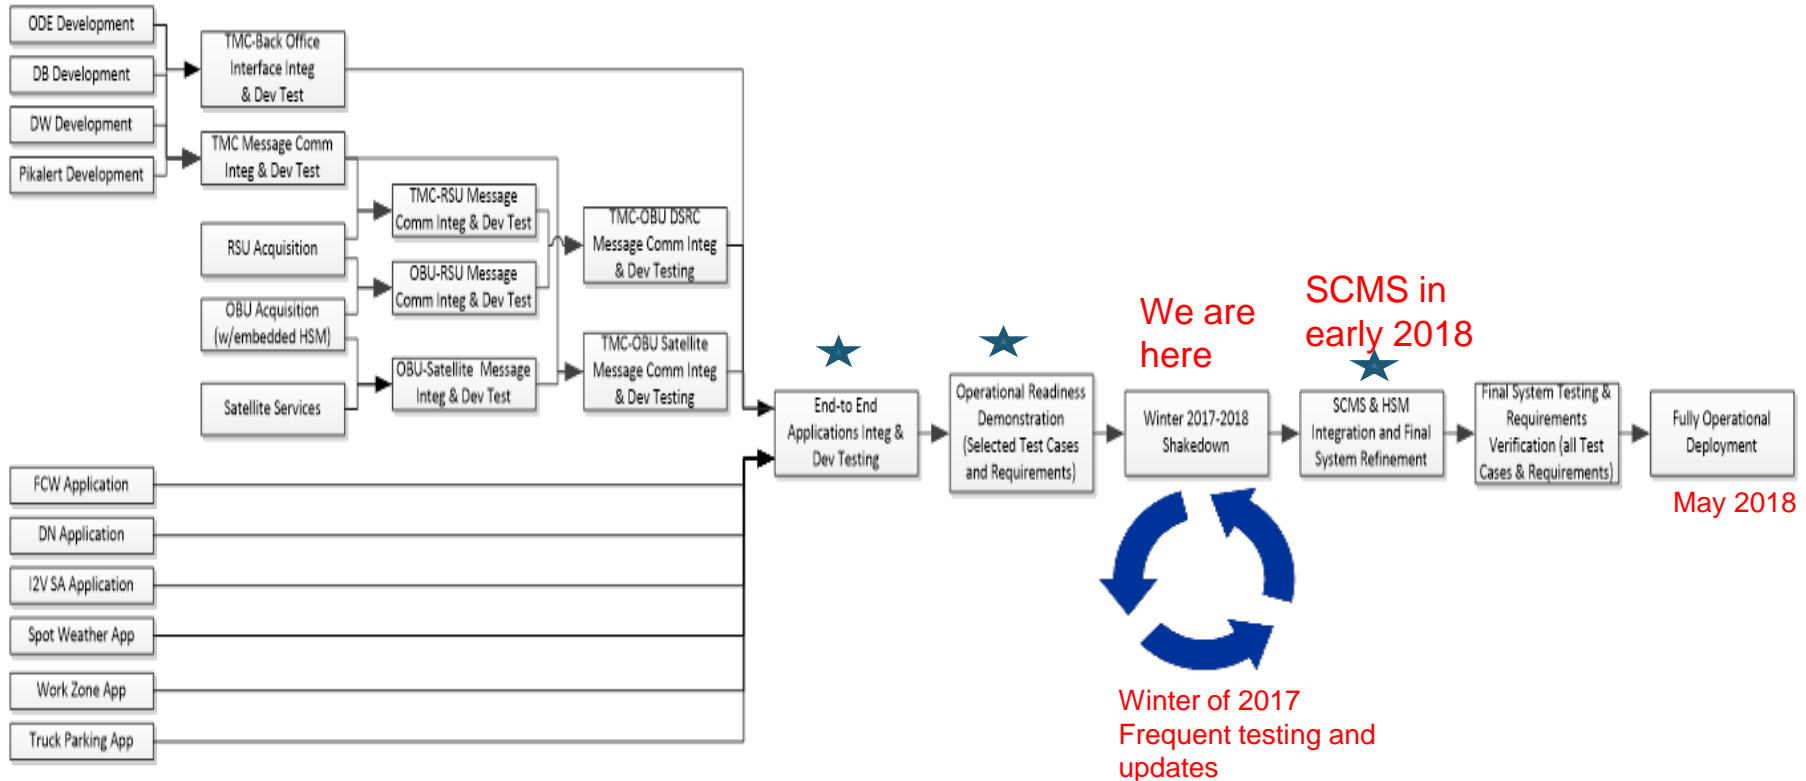 ODE Development
DB Development
DW Development
Pikalert Development
TMC-Back Office
Interface Integ
& Dev Test
TMC Message Comm
Integ & Dev Test
RSU Acquisition
OBU Acquisition
(w/embedded HSM)
Satellite Services
TMC-RSU Message
Comm Integ & Dev Test
OBU-RSU Message
Comm Integ & Dev Test
OBU-Satellite Message
Integ & Dev Test
TMC-OBU DSRC
Message Comm Integ
& Dev Testing
TMC-OBU Satellite
Message Comm Integ
& Dev Testing
FCW Application
DN Application
I2V SA Application
Spot Weather App
Work Zone App
Truck Parking App
End-to End
Applications Integ &
Dev Testing
Operational Readiness
Demonstration
(Selected Test Cases
and Requirements)
We are
here
Winter 2017-2018
Shakedown
SCMS in
early 2018
SCMS & HSM
Integration and Final
System Refinement
Final System Testing &
Requirements
Verification (all Test
Cases & Requirements)
Fully Operational
Deployment
May 2018
Winter of 2017
Frequent testing and
updates